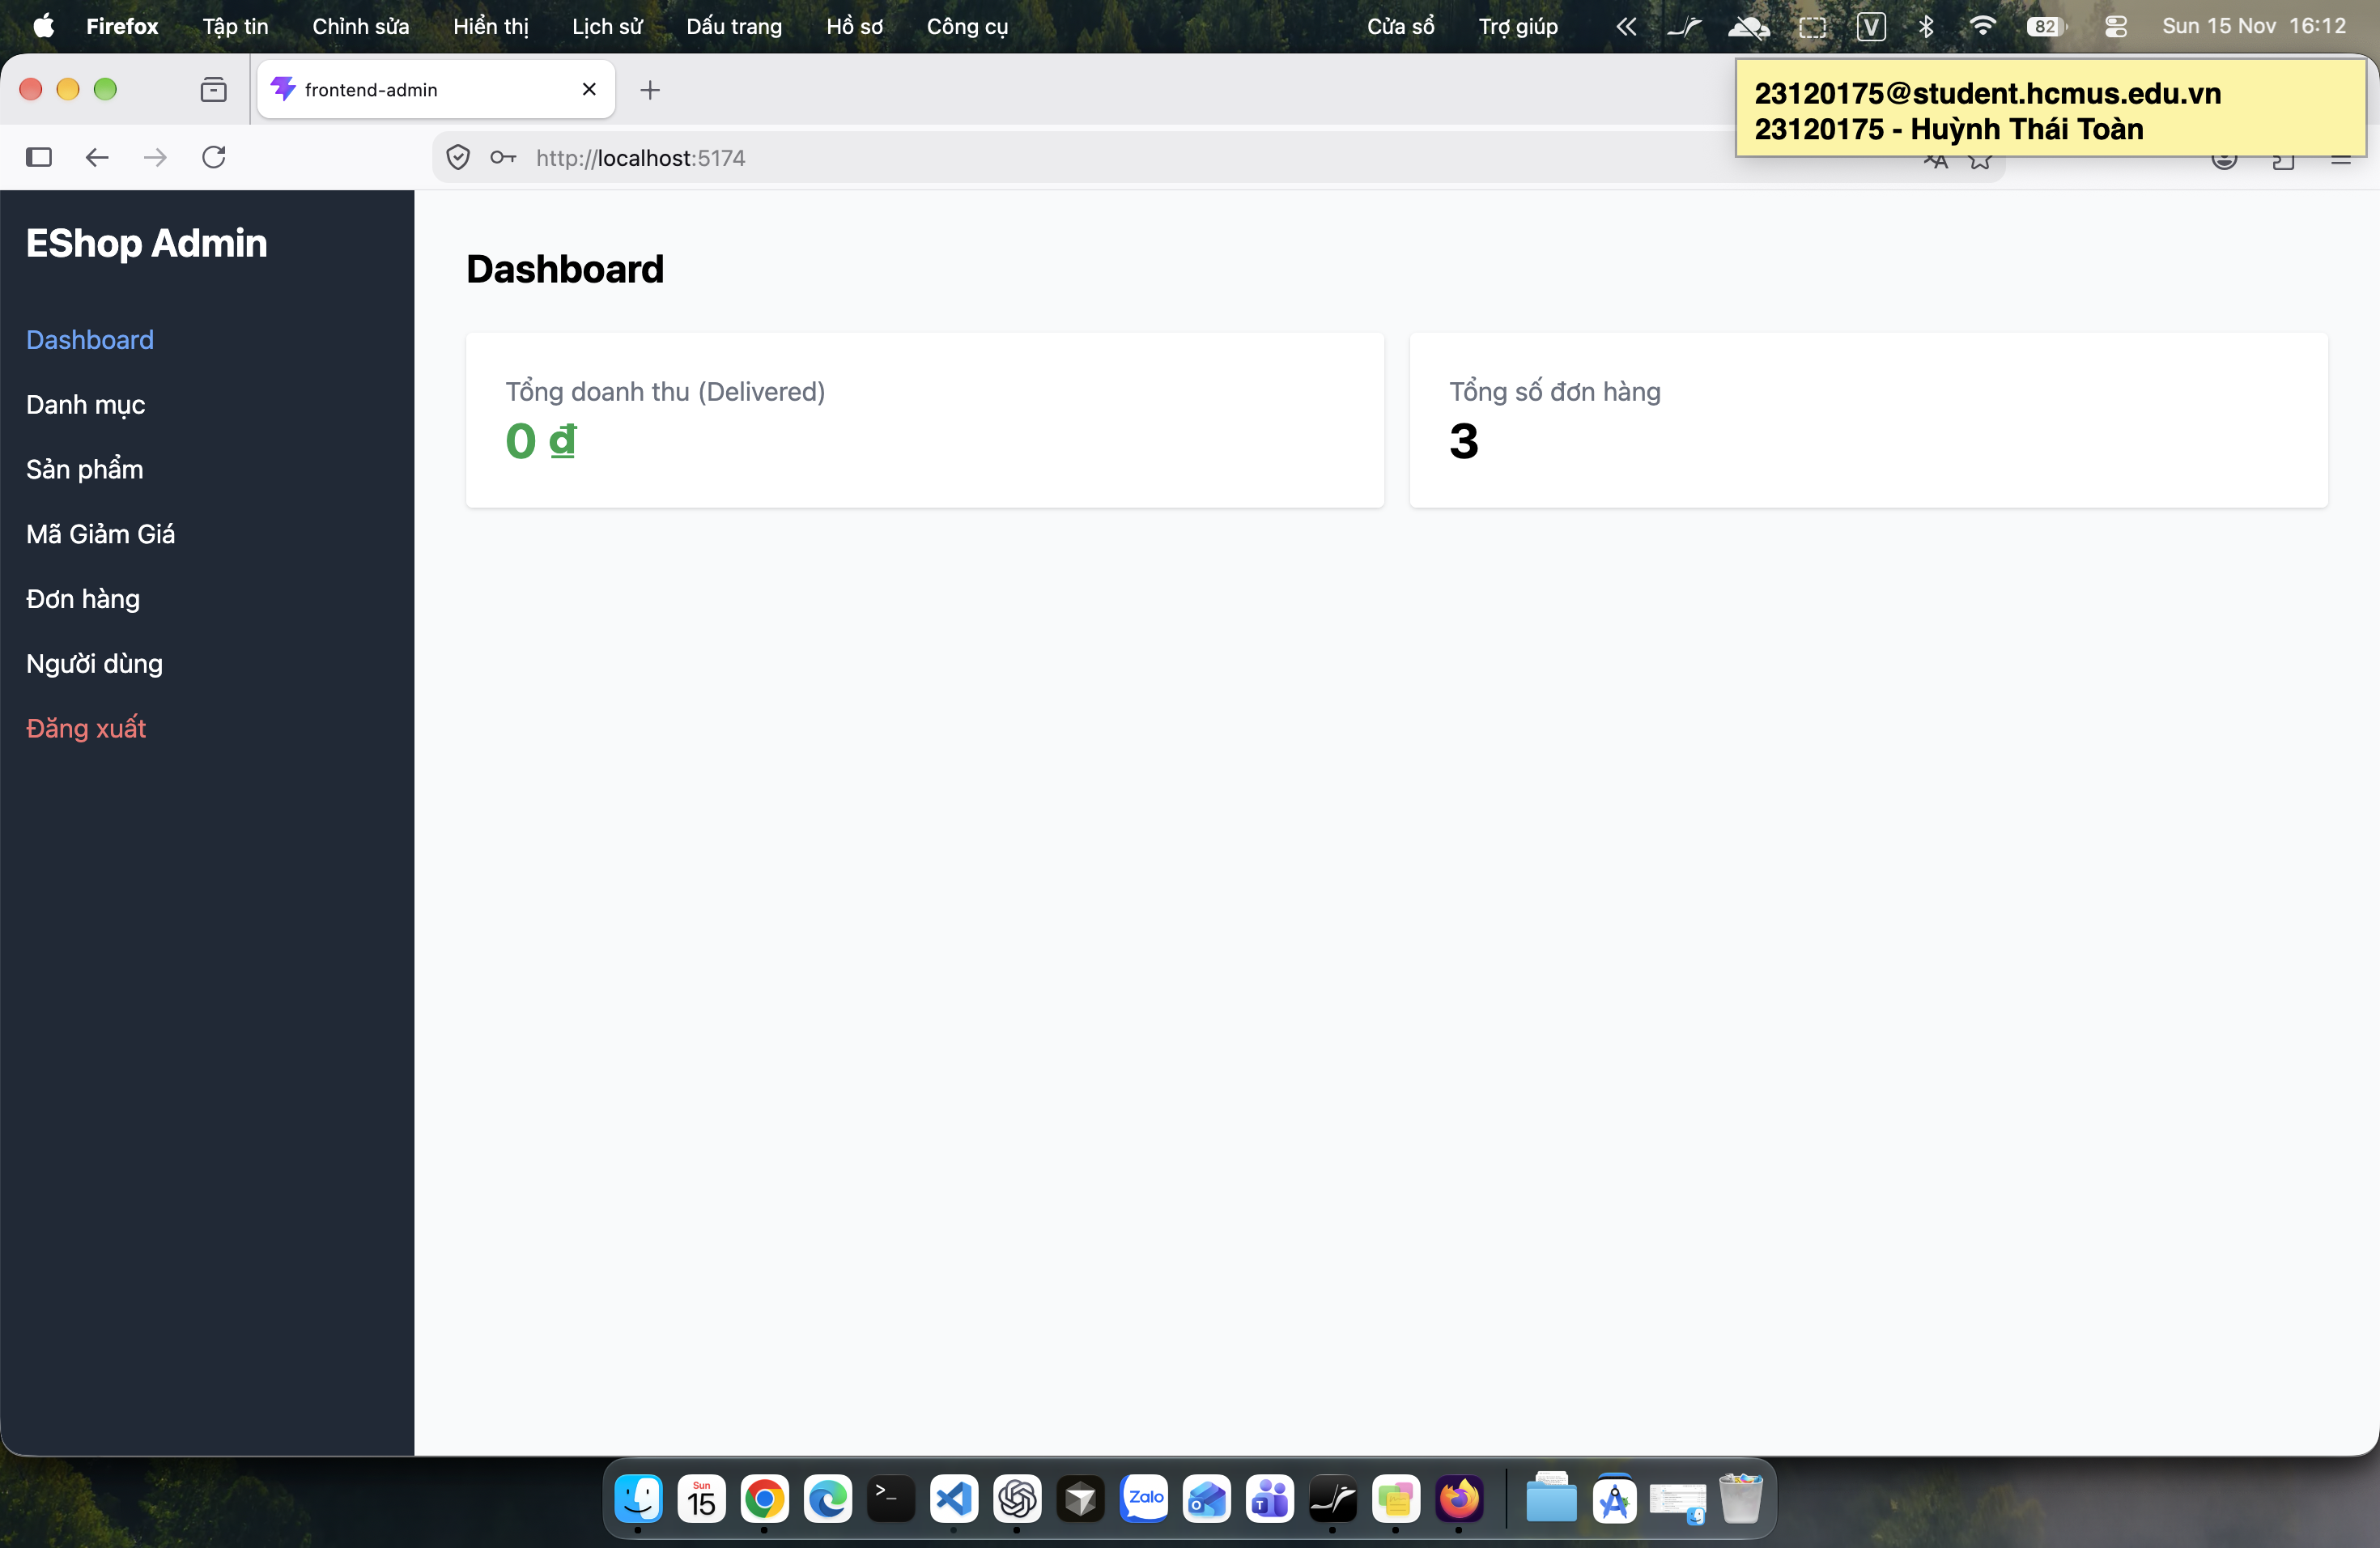 Firefox Tập tin Chỉnh sửa Hiển thị Lịch sử Dấu trang Hồ sơ Công cụ Cửa sổ Trợ giúp V 82 Sun 15 Nov 16:12
frontend-admin
23120175@student.hcmus.edu.vn
23120175 - Huỳnh Thái Toàn
http://localhost:5174
EShop Admin
Dashboard
Danh mục
Sản phẩm
Mã Giảm Giá
Đơn hàng
Người dùng
Đăng xuất
Dashboard
Tổng doanh thu (Delivered)
0 ₫
Tổng số đơn hàng
3
Sun
15
Zalo